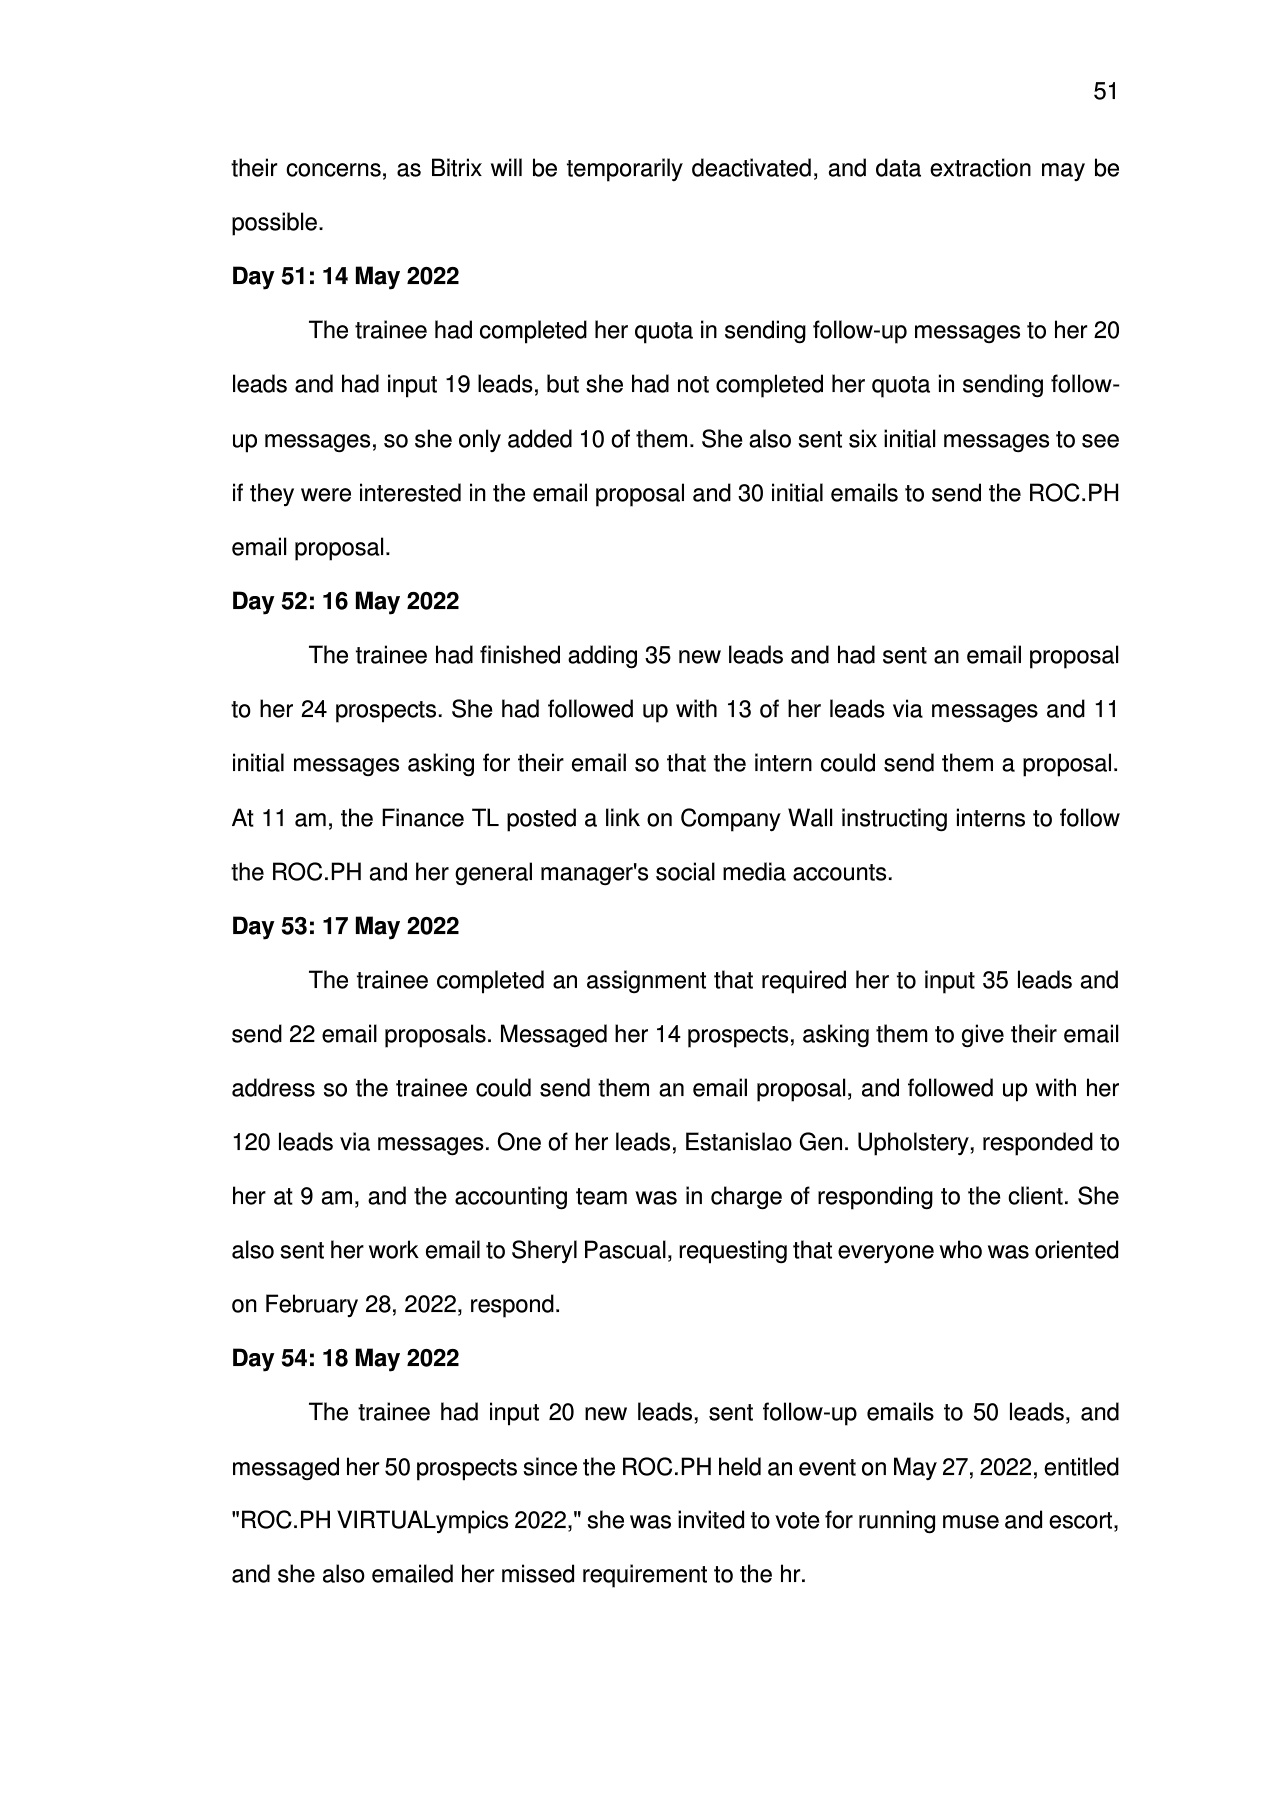 51
their concerns, as Bitrix will be temporarily deactivated, and data extraction may be
possible.
Day 51: 14 May 2022
The trainee had completed her quota in sending follow-up messages to her 20
leads and had input 19 leads, but she had not completed her quota in sending follow-
up messages, so she only added 10 of them. She also sent six initial messages to see
if they were interested in the email proposal and 30 initial emails to send the ROC.PH
email proposal.
Day 52: 16 May 2022
The trainee had finished adding 35 new leads and had sent an email proposal
to her 24 prospects. She had followed up with 13 of her leads via messages and 11
initial messages asking for their email so that the intern could send them a proposal.
At 11 am, the Finance TL posted a link on Company Wall instructing interns to follow
the ROC.PH and her general manager's social media accounts.
Day 53: 17 May 2022
The trainee completed an assignment that required her to input 35 leads and
send 22 email proposals. Messaged her 14 prospects, asking them to give their email
address so the trainee could send them an email proposal, and followed up with her
120 leads via messages. One of her leads, Estanislao Gen. Upholstery, responded to
her at 9 am, and the accounting team was in charge of responding to the client. She
also sent her work email to Sheryl Pascual, requesting that everyone who was oriented
on February 28, 2022, respond.
Day 54: 18 May 2022
The trainee had input 20 new leads, sent follow-up emails to 50 leads, and
messaged her 50 prospects since the ROC.PH held an event on May 27, 2022, entitled
"ROC.PH VIRTUALympics 2022," she was invited to vote for running muse and escort,
and she also emailed her missed requirement to the hr.